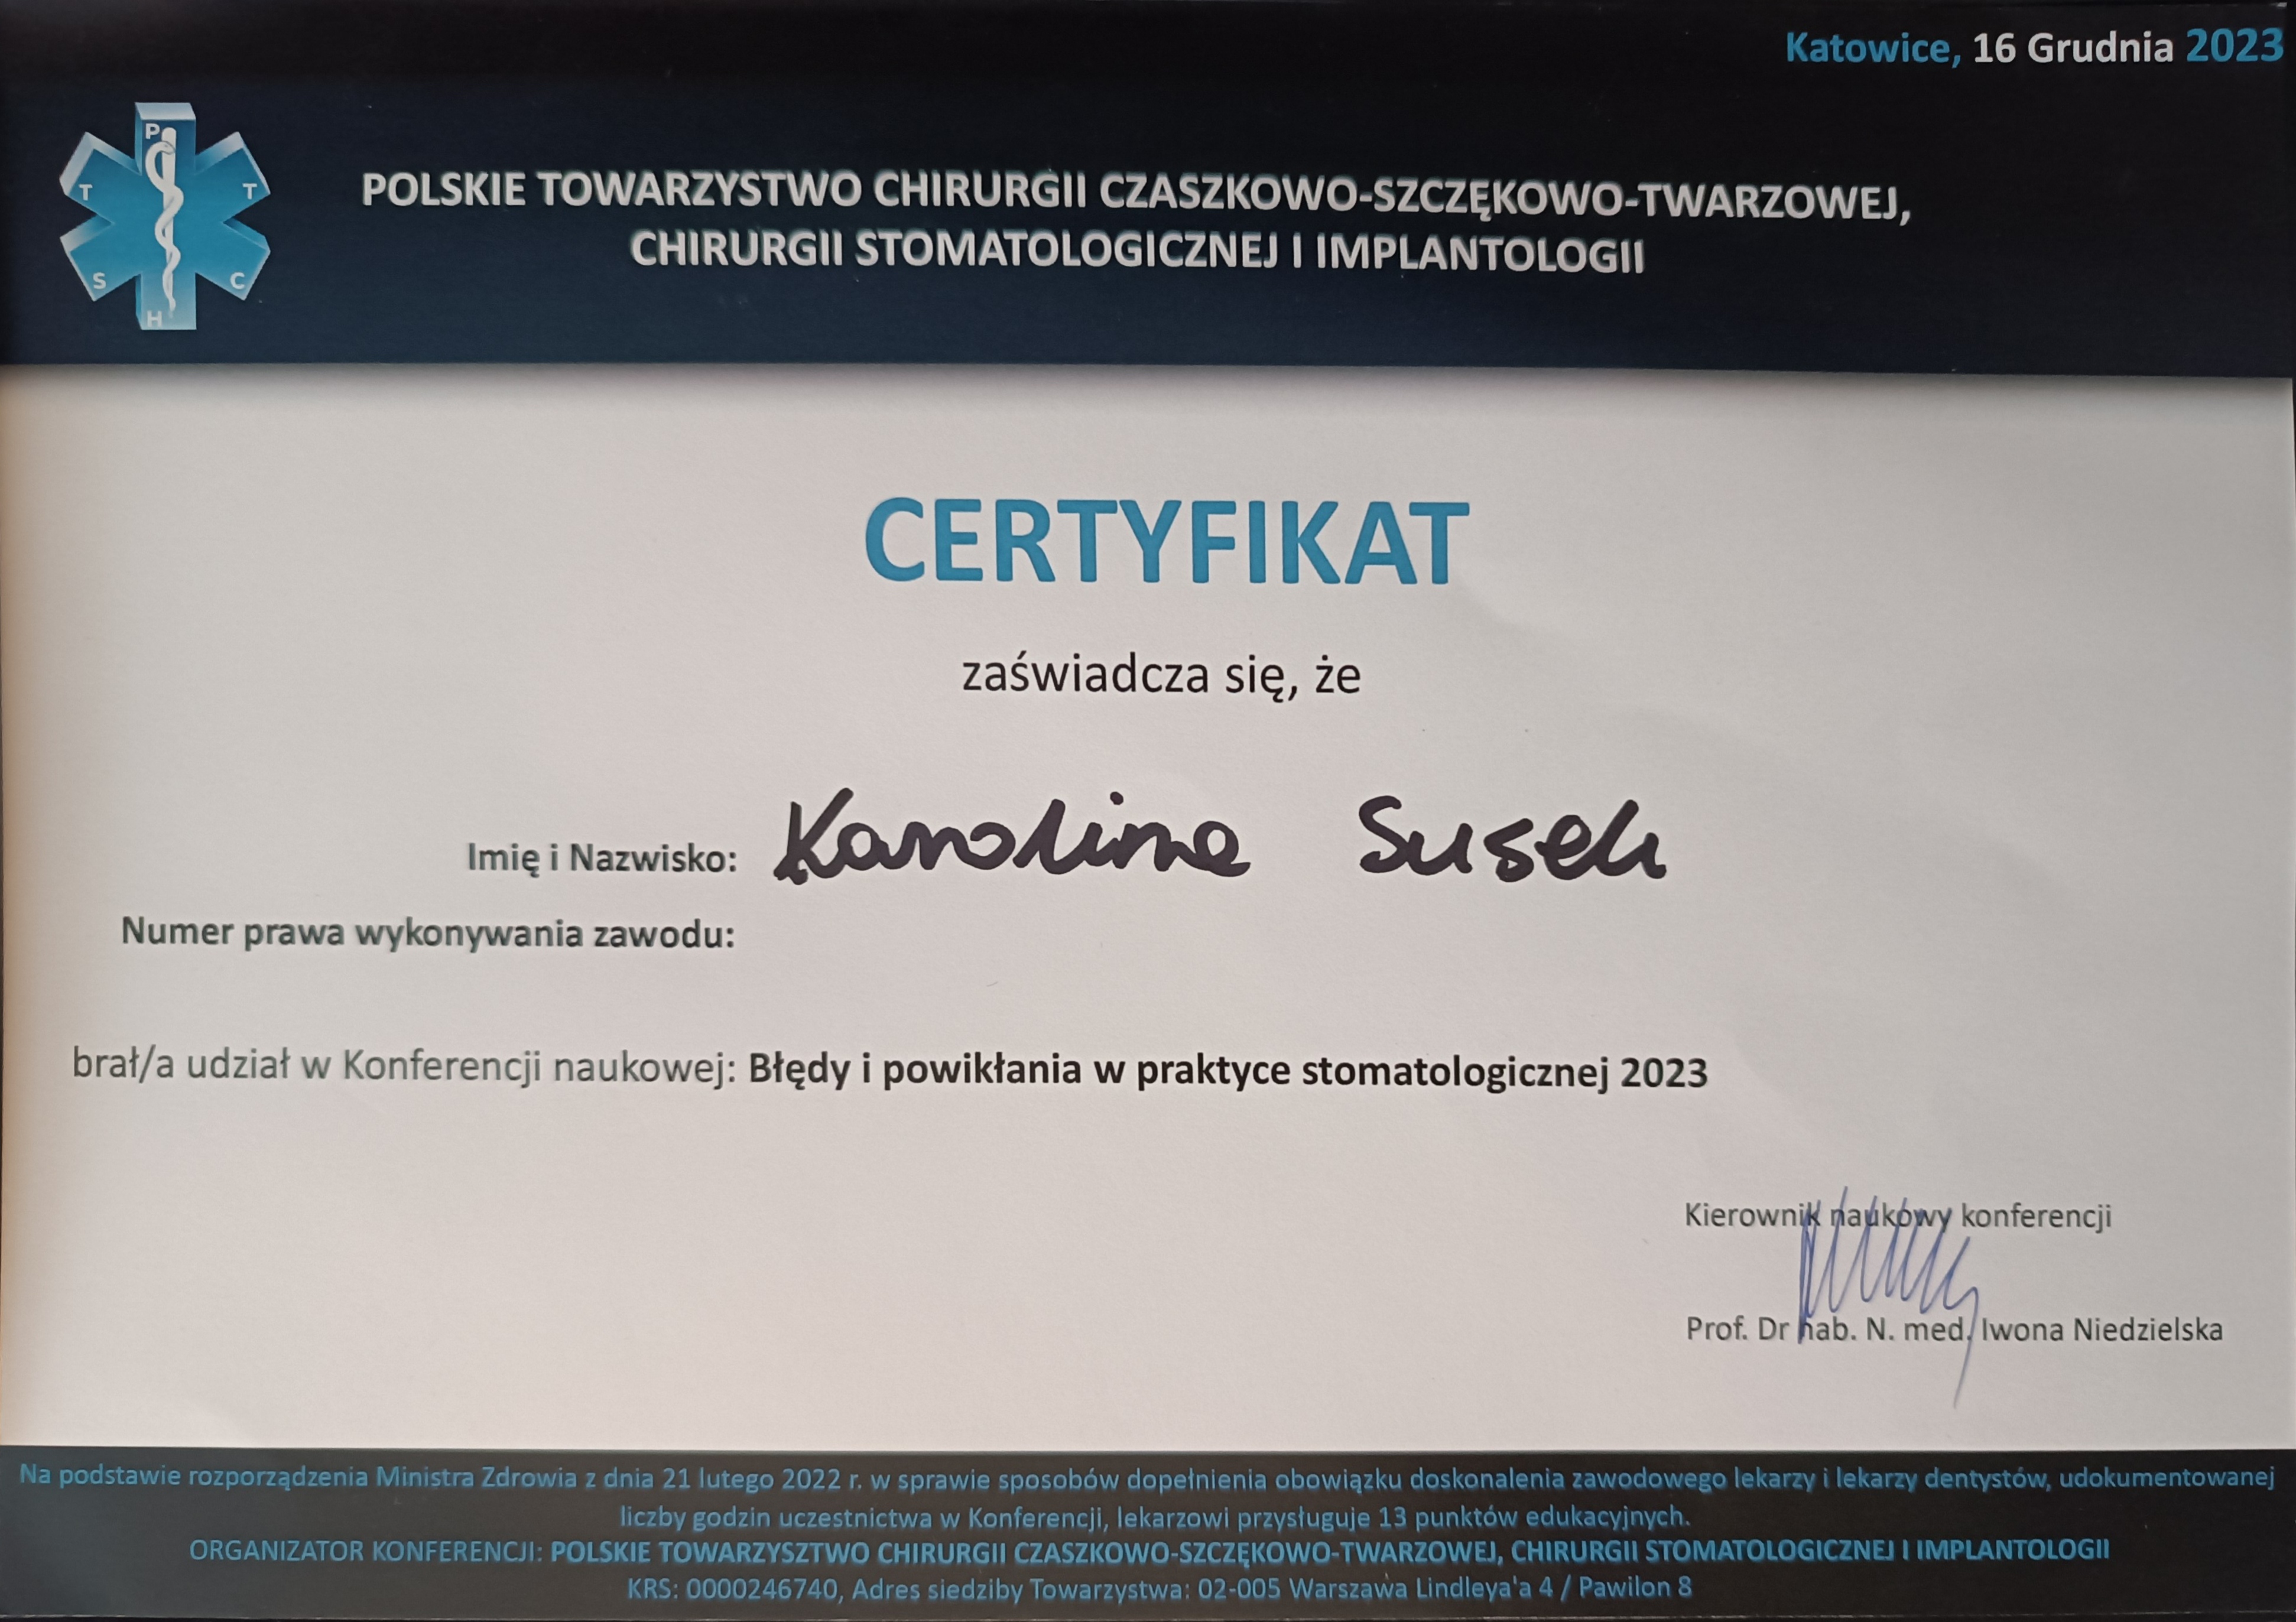 Katowice, 16 Grudnia 2023
P
T T
S C
H
POLSKIE TOWARZYSTWO CHIRURGII CZASZKOWO-SZCZĘKOWO-TWARZOWEJ,
CHIRURGII STOMATOLOGICZNEJ I IMPLANTOLOGII
CERTYFIKAT
zaświadcza się, że
Imię i Nazwisko: Karolina Susek
Numer prawa wykonywania zawodu:
brał/a udział w Konferencji naukowej: Błędy i powikłania w praktyce stomatologicznej 2023
Kierownik naukowy konferencji
Prof. Dr hab. N. med. Iwona Niedzielska
Na podstawie rozporządzenia Ministra Zdrowia z dnia 21 lutego 2022 r. w sprawie sposobów dopełnienia obowiązku doskonalenia zawodowego lekarzy i lekarzy dentystów, udokumentowanej
liczby godzin uczestnictwa w Konferencji, lekarzowi przysługuje 13 punktów edukacyjnych.
ORGANIZATOR KONFERENCJI: POLSKIE TOWARZYSZTWO CHIRURGII CZASZKOWO-SZCZĘKOWO-TWARZOWEJ, CHIRURGII STOMATOLOGICZNEJ I IMPLANTOLOGII
KRS: 0000246740, Adres siedziby Towarzystwa: 02-005 Warszawa Lindleya'a 4 / Pawilon 8